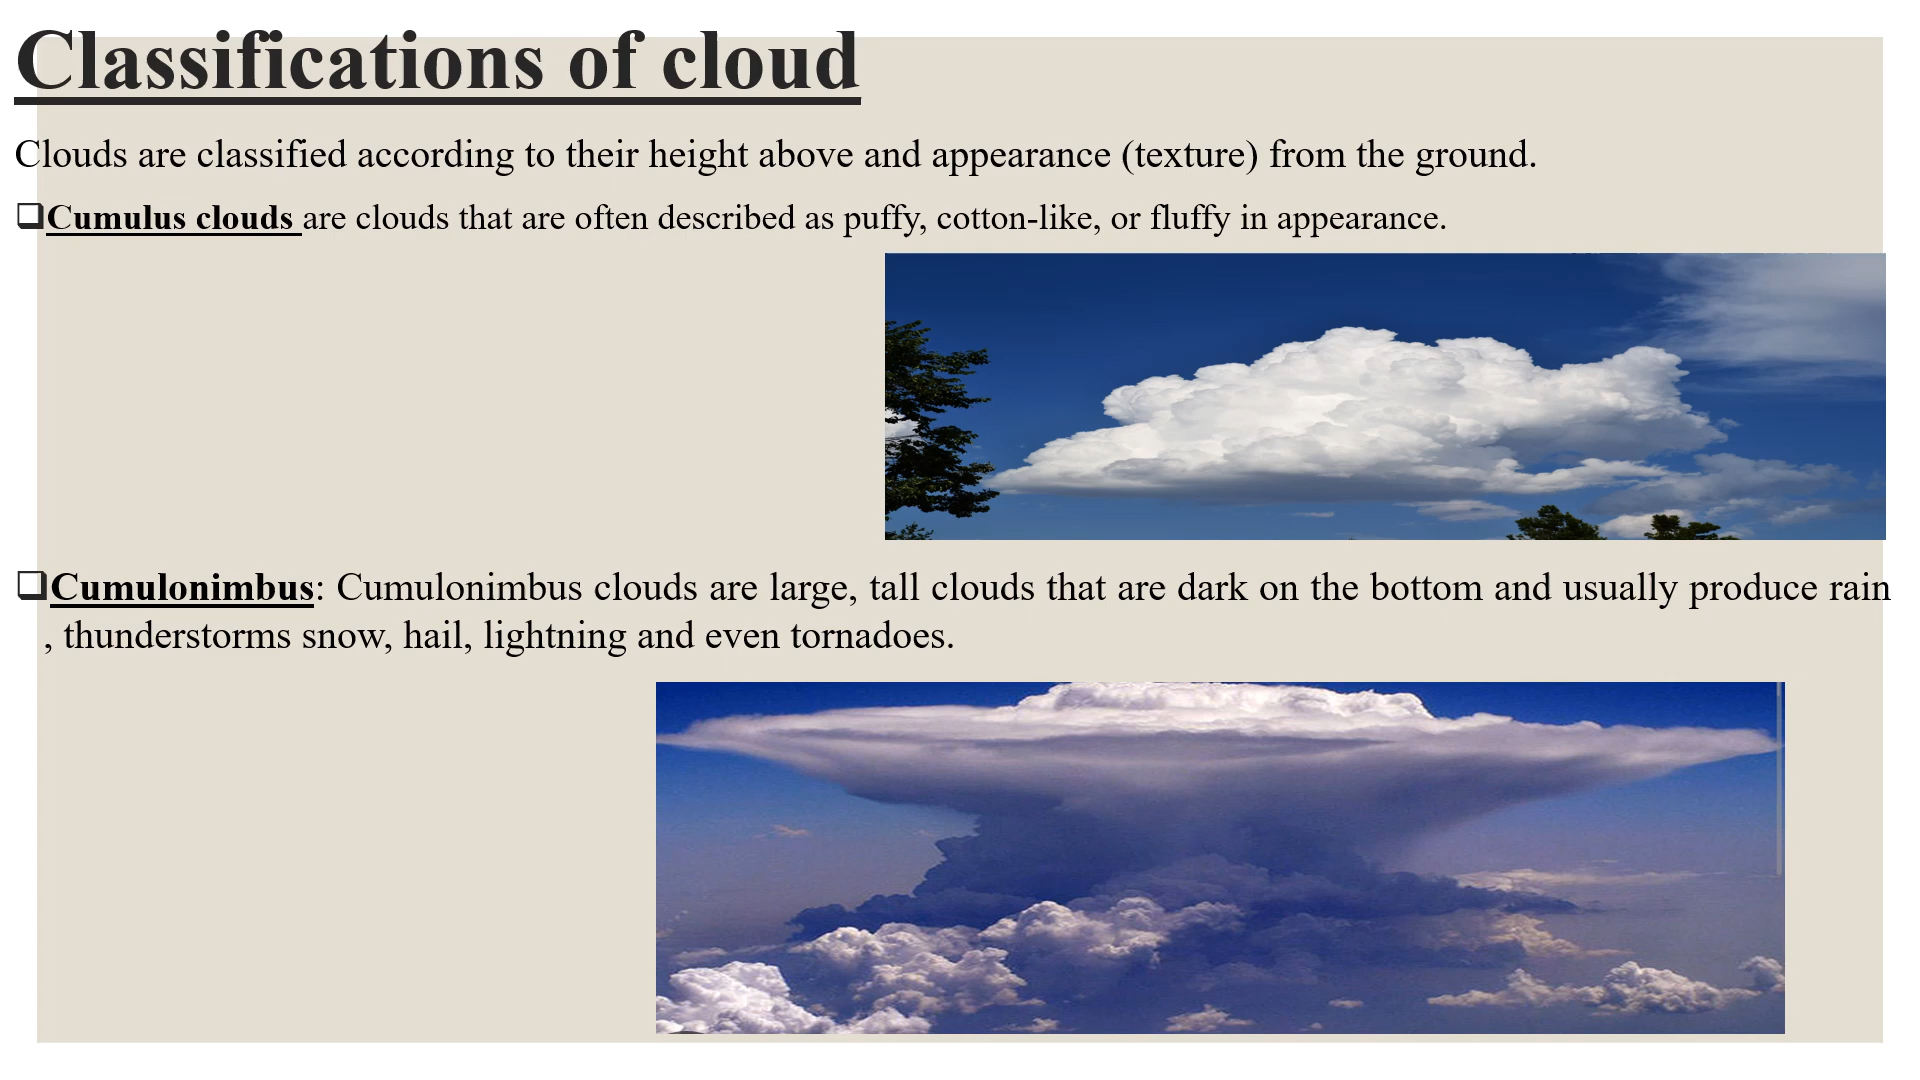 Classifications of cloud
Clouds are classified according to their height above and appearance (texture) from the ground.
❑Cumulus clouds are clouds that are often described as puffy, cotton-like, or fluffy in appearance.
❑Cumulonimbus: Cumulonimbus clouds are large, tall clouds that are dark on the bottom and usually produce rain
, thunderstorms snow, hail, lightning and even tornadoes.